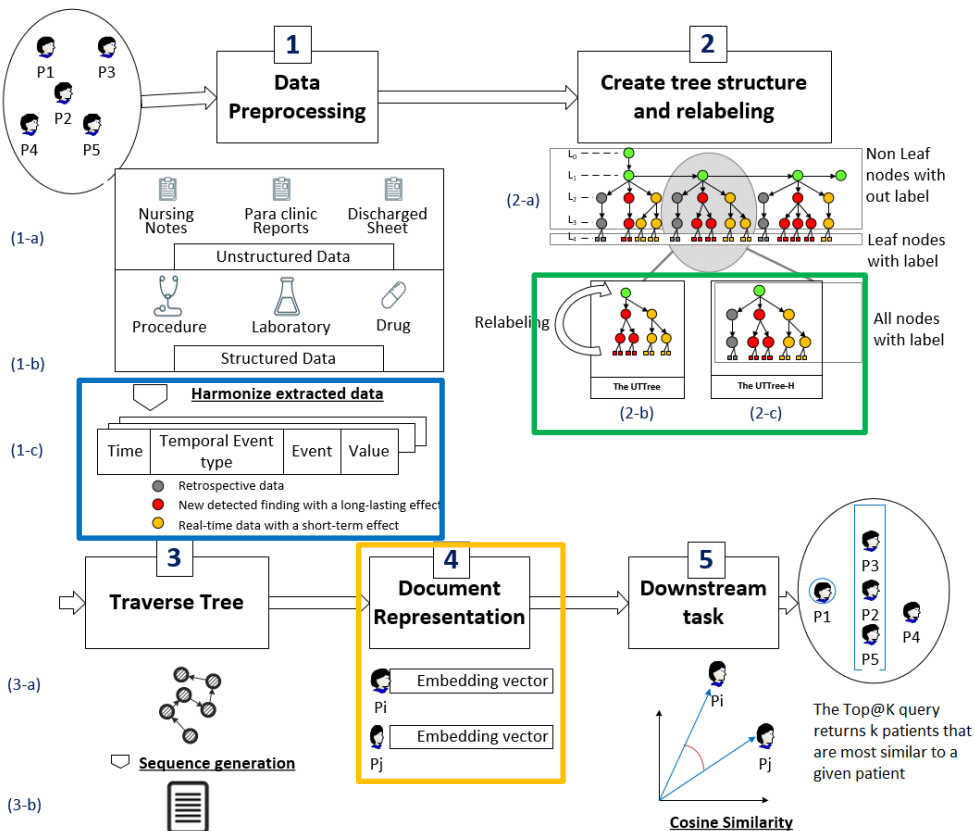 P1
P3
P2
P4
P5
1
Data
Preprocessing
2
Create tree structure
and relabeling
(1-a)
Nursing
Notes
Para clinic
Reports
Discharged
Sheet
Unstructured Data
Procedure
Laboratory
Drug
(1-b)
Structured Data
(2-a)
L0
L1
L2
L3
L4
Non Leaf
nodes with
out label
Leaf nodes
with label
Relabeling
The UTTree
The UTTree-H
All nodes
with label
(2-b)
(2-c)
Harmonize extracted data
(1-c)
Time
Temporal Event
type
Event
Value
Retrospective data
New detected finding with a long-lasting effect
Real-time data with a short-term effect
3
Traverse Tree
4
Document
Representation
5
Downstream
task
P1
P3
P2
P5
P4
(3-a)
Sequence generation
(3-b)
Pi
Embedding vector
Pj
Embedding vector
Pi
Pj
Cosine Similarity
The Top@K query
returns k patients that
are most similar to a
given patient